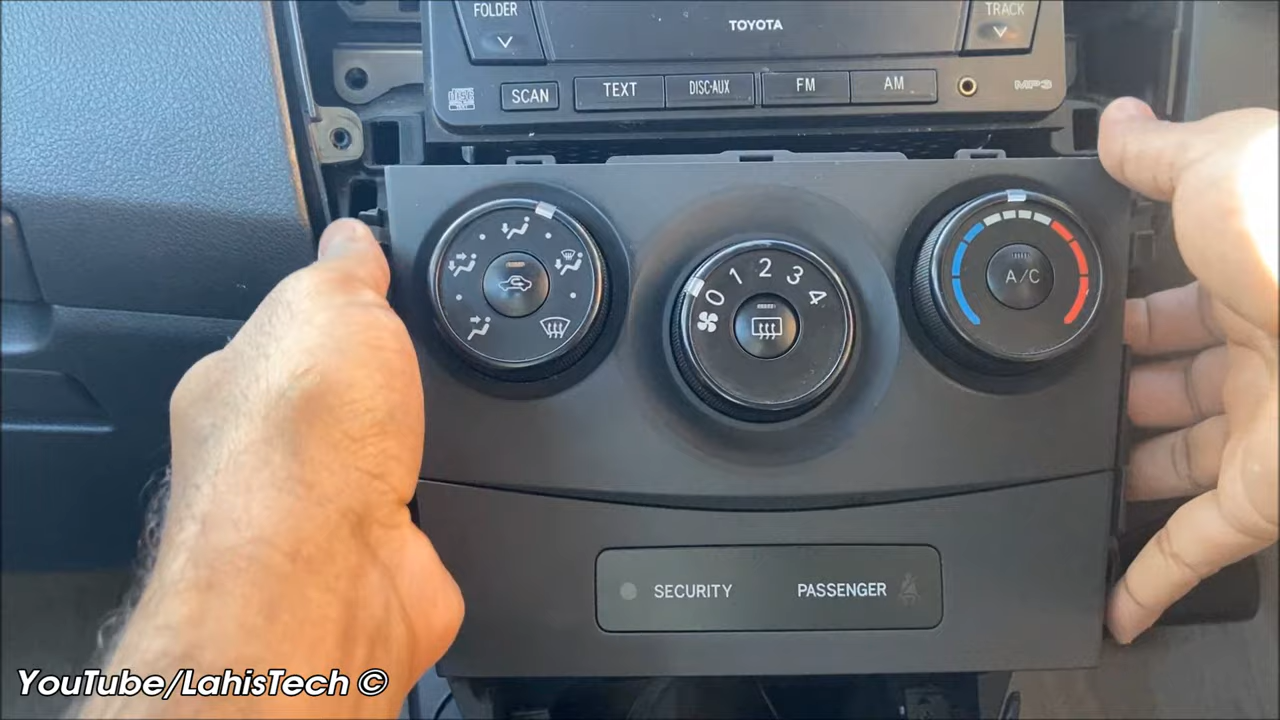 FOLDER
TOYOTA
TRACK
SCAN
TEXT
DISC·AUX
FM
AM
MP3
0 1 2 3 4
A/C
SECURITY
PASSENGER
YouTube/LahisTech ©